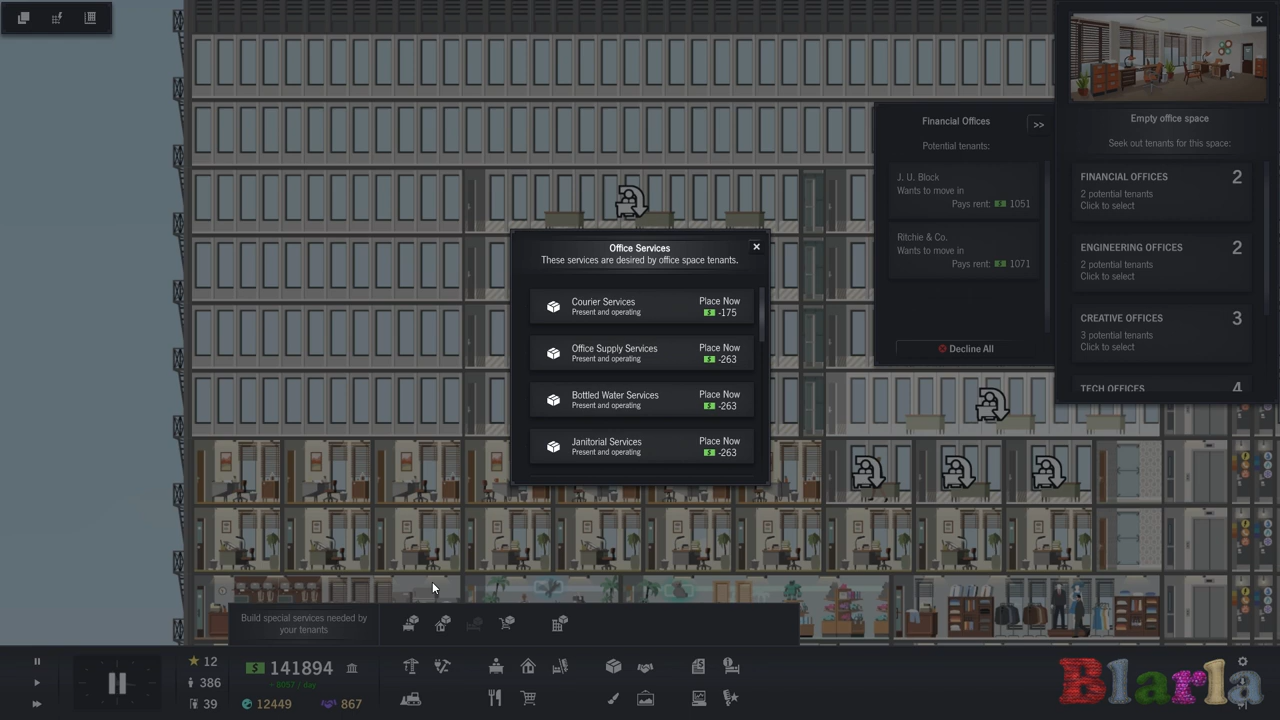 Financial Offices
>>
Potential tenants:
J. U. Block
Wants to move in
Pays rent: $ 1051
Ritchie & Co.
Wants to move in
Pays rent: $ 1071
Decline All
Empty office space
Seek out tenants for this space:
FINANCIAL OFFICES 2
2 potential tenants
Click to select
ENGINEERING OFFICES 2
2 potential tenants
Click to select
CREATIVE OFFICES 3
3 potential tenants
Click to select
TECH OFFICES 4
Office Services
These services are desired by office space tenants.
Courier Services Place Now
Present and operating $ -175
Office Supply Services Place Now
Present and operating $ -263
Bottled Water Services Place Now
Present and operating $ -263
Janitorial Services Place Now
Present and operating $ -263
Build special services needed by
your tenants
12
$ 141894
386
+ 8057 / day
39
12449
867
Blarla